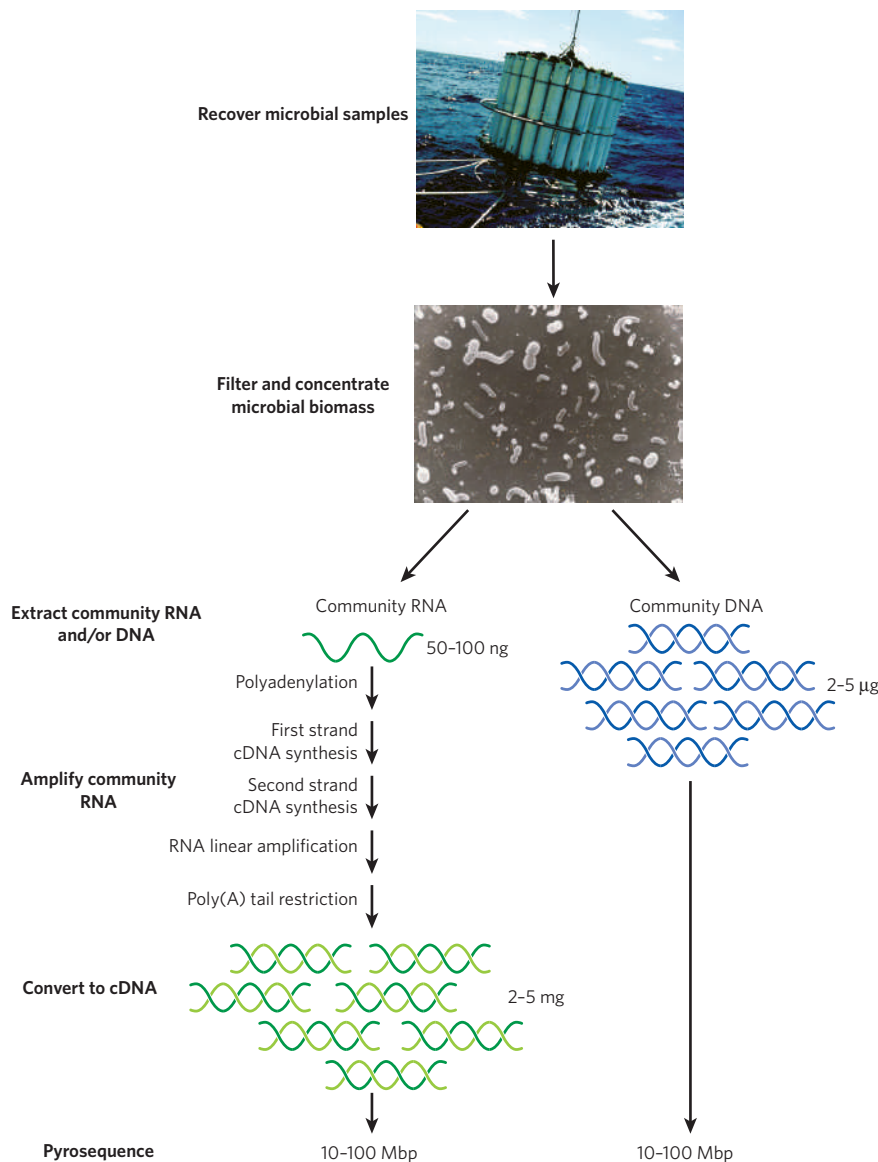 Recover microbial samples
Filter and concentrate
microbial biomass
Extract community RNA
and/or DNA
Community RNA
50–100 ng
Community DNA
2–5 μg
Polyadenylation
First strand
cDNA synthesis
Amplify community
RNA
Second strand
cDNA synthesis
RNA linear amplification
Poly(A) tail restriction
Convert to cDNA
2–5 mg
Pyrosequence
10–100 Mbp
10–100 Mbp